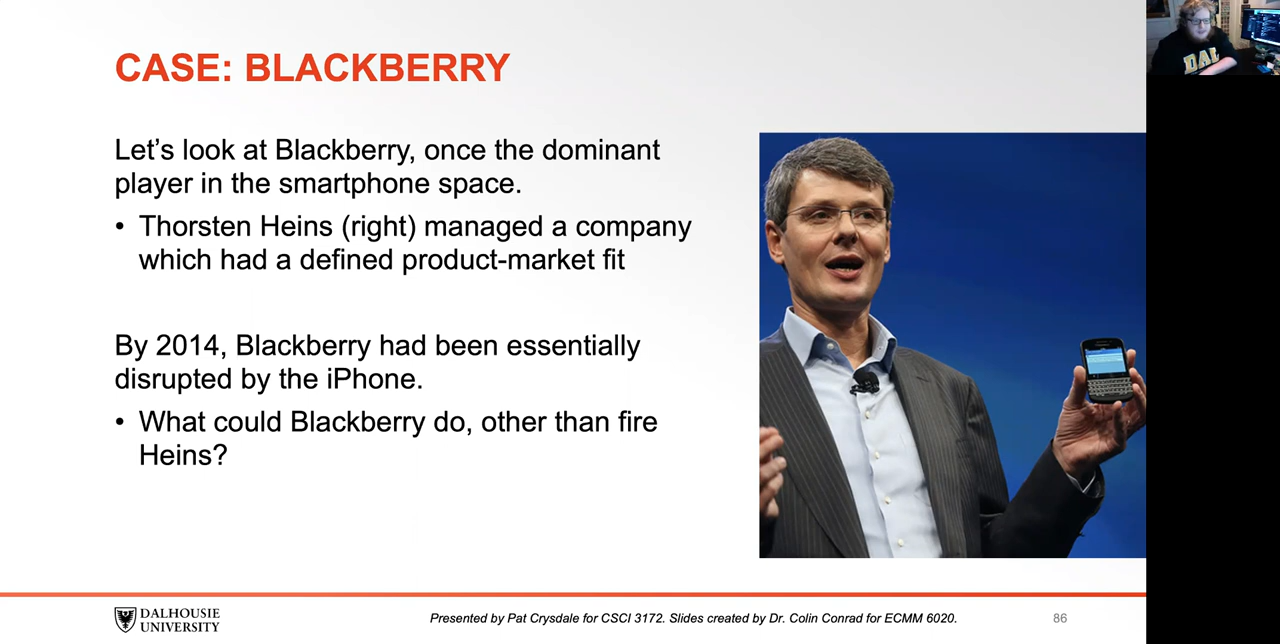 CASE: BLACKBERRY
Let’s look at Blackberry, once the dominant
player in the smartphone space.
• Thorsten Heins (right) managed a company
which had a defined product-market fit
By 2014, Blackberry had been essentially
disrupted by the iPhone.
• What could Blackberry do, other than fire
Heins?
DAL
DALHOUSIE
UNIVERSITY
Presented by Pat Crysdale for CSCI 3172. Slides created by Dr. Colin Conrad for ECMM 6020.
86